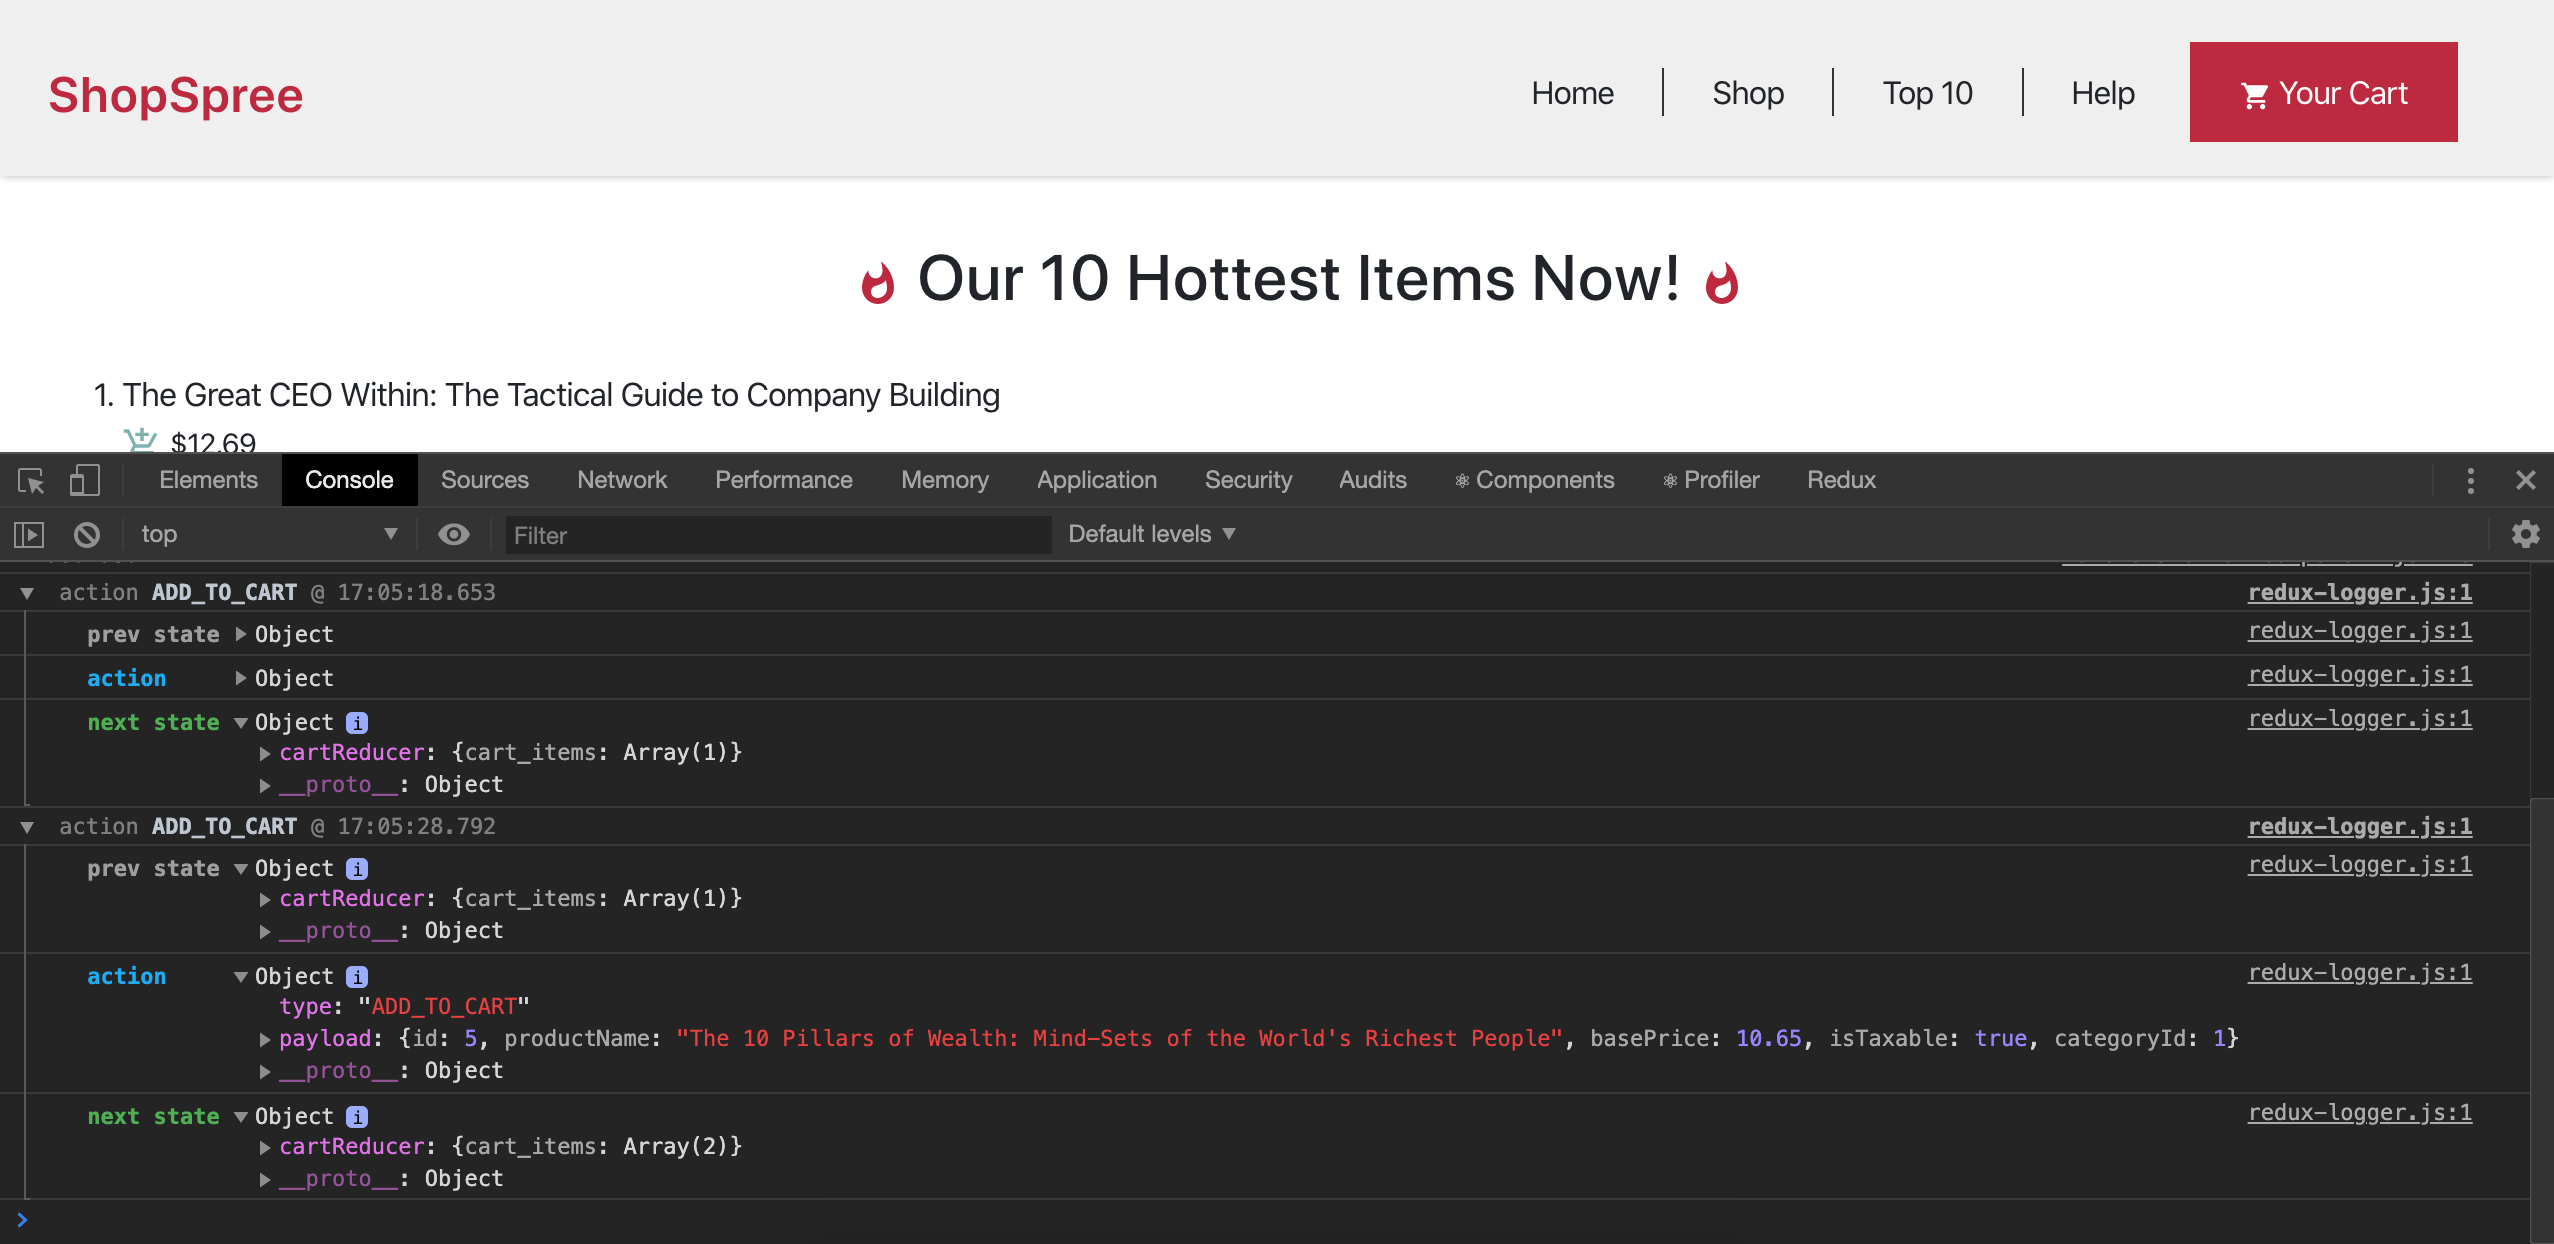 ShopSpree
Home Shop Top 10 Help Your Cart
Our 10 Hottest Items Now!
1. The Great CEO Within: The Tactical Guide to Company Building
$12.69
Elements Console Sources Network Performance Memory Application Security Audits Components Profiler Redux
top Filter Default levels
action ADD_TO_CART @ 17:05:18.653 redux-logger.js:1
prev state Object redux-logger.js:1
action Object redux-logger.js:1
next state Object i redux-logger.js:1
cartReducer: {cart_items: Array(1)}
__proto__: Object
action ADD_TO_CART @ 17:05:28.792 redux-logger.js:1
prev state Object i redux-logger.js:1
cartReducer: {cart_items: Array(1)}
__proto__: Object
action Object i redux-logger.js:1
type: "ADD_TO_CART"
payload: {id: 5, productName: "The 10 Pillars of Wealth: Mind-Sets of the World's Richest People", basePrice: 10.65, isTaxable: true, categoryId: 1}
__proto__: Object
next state Object i redux-logger.js:1
cartReducer: {cart_items: Array(2)}
__proto__: Object